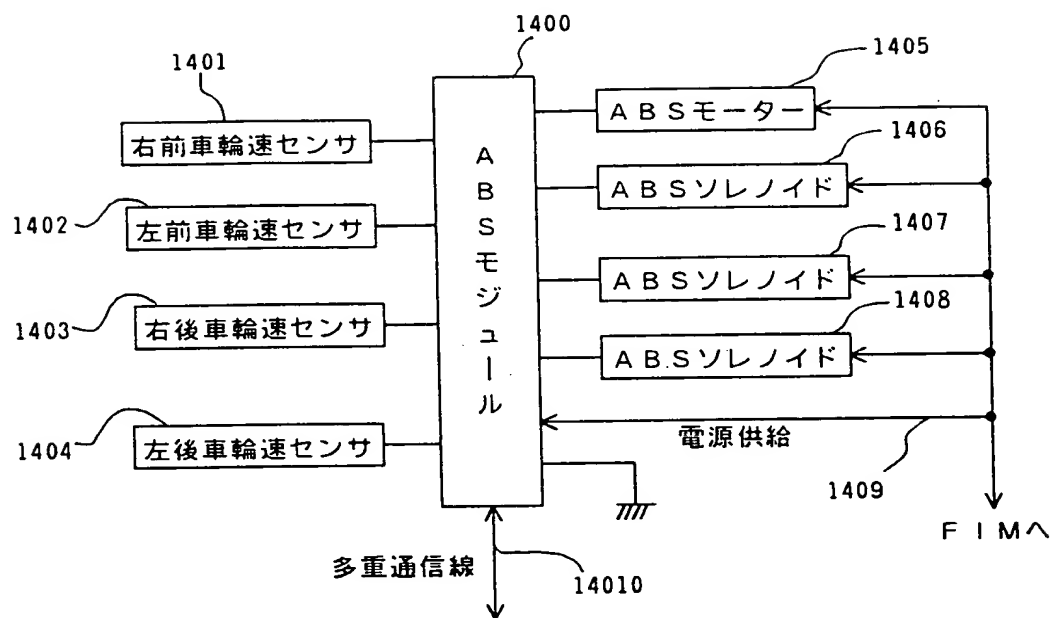 1400
1401
右前車輪速センサ
1402
左前車輪速センサ
1403
右後車輪速センサ
1404
左後車輪速センサ
ABSモジュール
1405
ABSモーター
1406
ABSソレノイド
1407
ABSソレノイド
1408
AB.Sソレノイド
電源供給
1409
FIMへ
多重通信線
14010